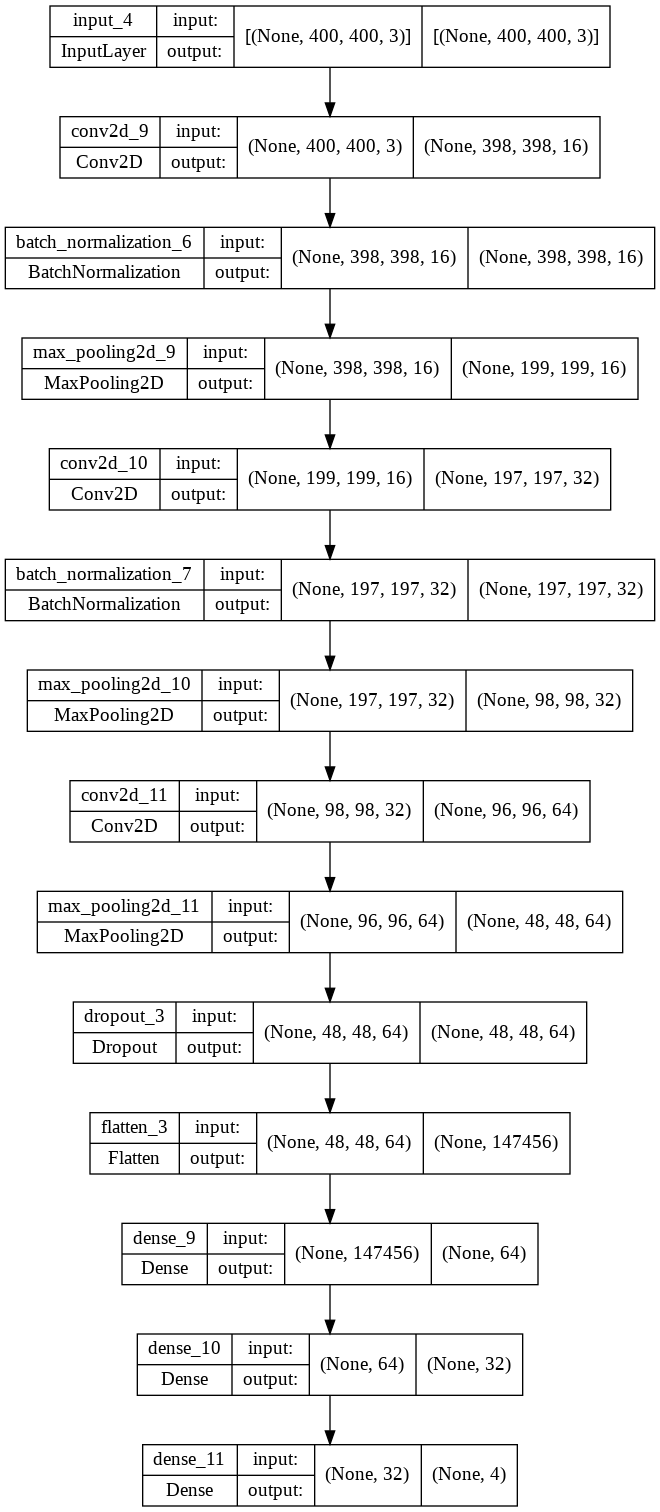 input_4 input: [(None, 400, 400, 3)] [(None, 400, 400, 3)]
InputLayer output:
conv2d_9 input: (None, 400, 400, 3) (None, 398, 398, 16)
Conv2D output:
batch_normalization_6 input: (None, 398, 398, 16) (None, 398, 398, 16)
BatchNormalization output:
max_pooling2d_9 input: (None, 398, 398, 16) (None, 199, 199, 16)
MaxPooling2D output:
conv2d_10 input: (None, 199, 199, 16) (None, 197, 197, 32)
Conv2D output:
batch_normalization_7 input: (None, 197, 197, 32) (None, 197, 197, 32)
BatchNormalization output:
max_pooling2d_10 input: (None, 197, 197, 32) (None, 98, 98, 32)
MaxPooling2D output:
conv2d_11 input: (None, 98, 98, 32) (None, 96, 96, 64)
Conv2D output:
max_pooling2d_11 input: (None, 96, 96, 64) (None, 48, 48, 64)
MaxPooling2D output:
dropout_3 input: (None, 48, 48, 64) (None, 48, 48, 64)
Dropout output:
flatten_3 input: (None, 48, 48, 64) (None, 147456)
Flatten output:
dense_9 input: (None, 147456) (None, 64)
Dense output:
dense_10 input: (None, 64) (None, 32)
Dense output:
dense_11 input: (None, 32) (None, 4)
Dense output: